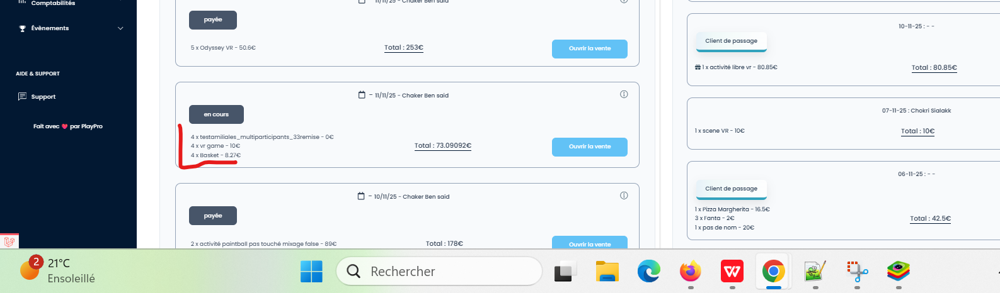 Comptabilités
Évènements
AIDE & SUPPORT
Support
Fait avec ❤ par PlayPro
11/11/25 - Chaker Ben said
payée
5 x Odyssey VR - 50.6€
Total : 253€
Ouvrir la vente
- 11/11/25 - Chaker Ben said
en cours
4 x testamiliales_multiparticipants_33remise - 0€
4 x vr game - 10€
4 x Basket - 8.27€
Total : 73.09092€
Ouvrir la vente
- 10/11/25 - Chaker Ben said
payée
2 x activité paintball pas touché mixage false - 89€
Total : 178€
Ouvrir la vente
10-11-25 : - -
Client de passage
1 x activité libre vr - 80.85€
Total : 80.85€
07-11-25 : Chokri Sialakk
1 x scene VR - 10€
Total : 10€
06-11-25 : - -
Client de passage
1 x Pizza Margherita - 16.5€
3 x Fanta - 2€
1 x pas de nom - 20€
Total : 42.5€
2
21°C
Ensoleillé
Rechercher